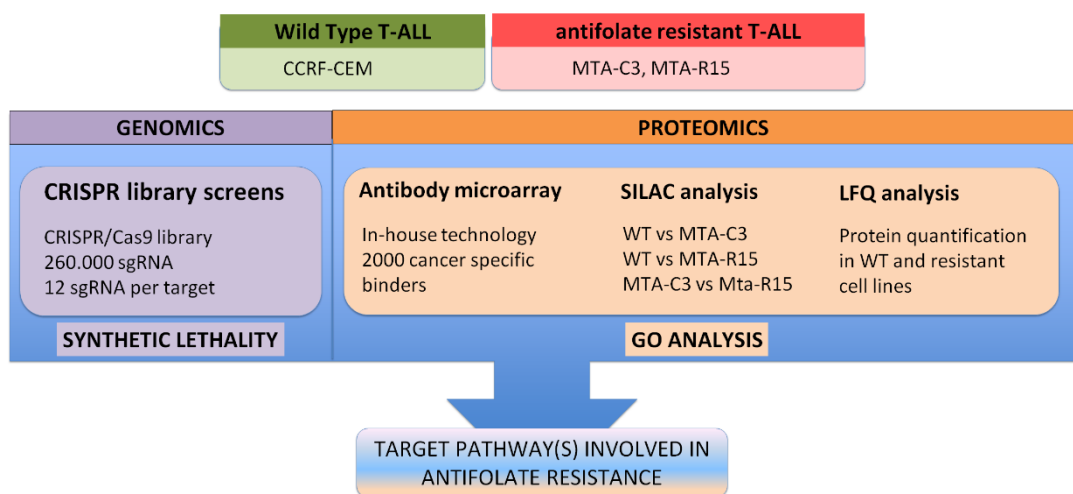 Wild Type T-ALL
CCRF-CEM
antifolate resistant T-ALL
MTA-C3, MTA-R15
GENOMICS
PROTEOMICS
CRISPR library screens
CRISPR/Cas9 library
260.000 sgRNA
12 sgRNA per target
Antibody microarray
In-house technology
2000 cancer specific
binders
SILAC analysis
WT vs MTA-C3
WT vs MTA-R15
MTA-C3 vs Mta-R15
LFQ analysis
Protein quantification
in WT and resistant
cell lines
SYNTHETIC LETHALITY
GO ANALYSIS
TARGET PATHWAY(S) INVOLVED IN
ANTIFOLATE RESISTANCE